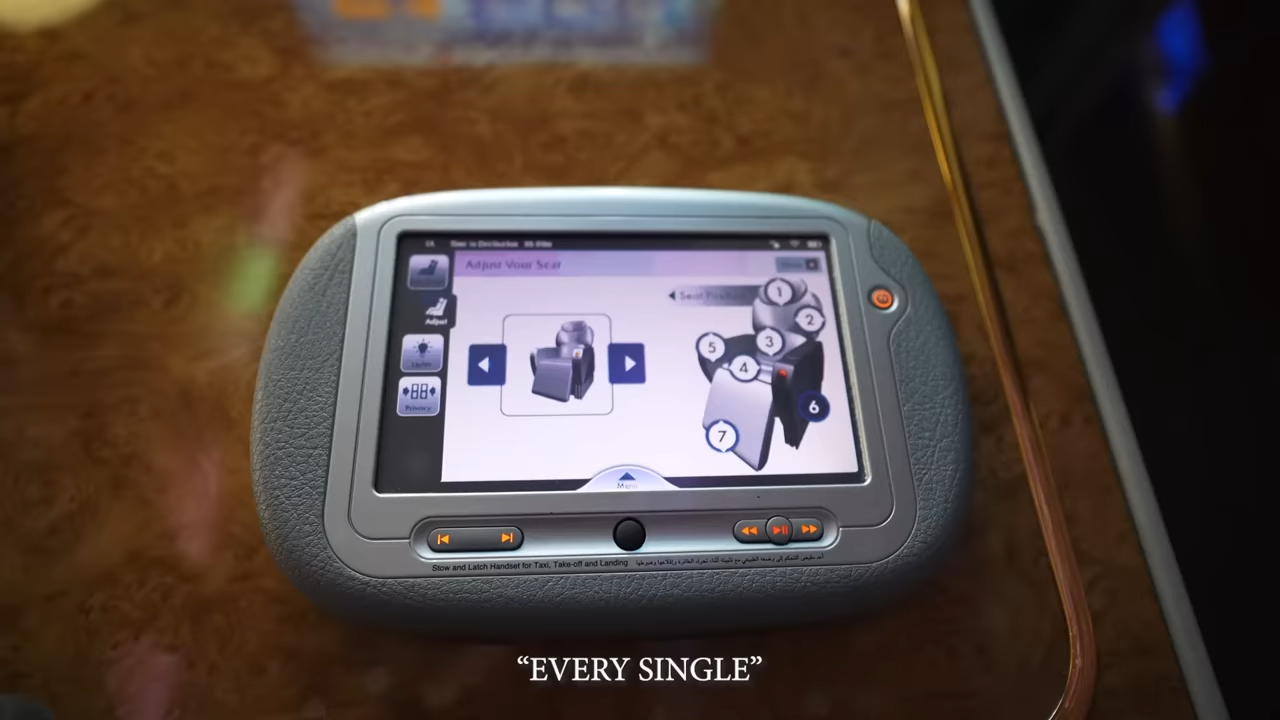 Adjust Your Seat
1
Seat Position
2
3
5
4
Adjust
Lights
6
Privacy
7
Menu
Stow and Latch Handset for Taxi, Take-off and Landing
"EVERY SINGLE"